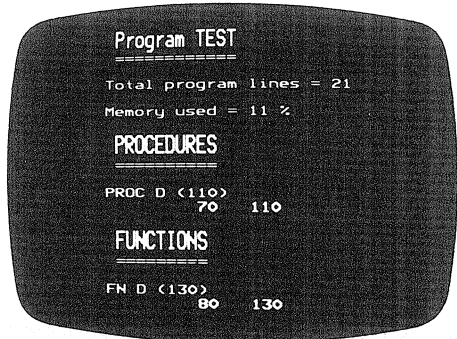 Program TEST
============
Total program lines = 21
Memory used = 11 %
PROCEDURES
==========
PROC D (110)
70 110
FUNCTIONS
=========
FN D (130)
80 130